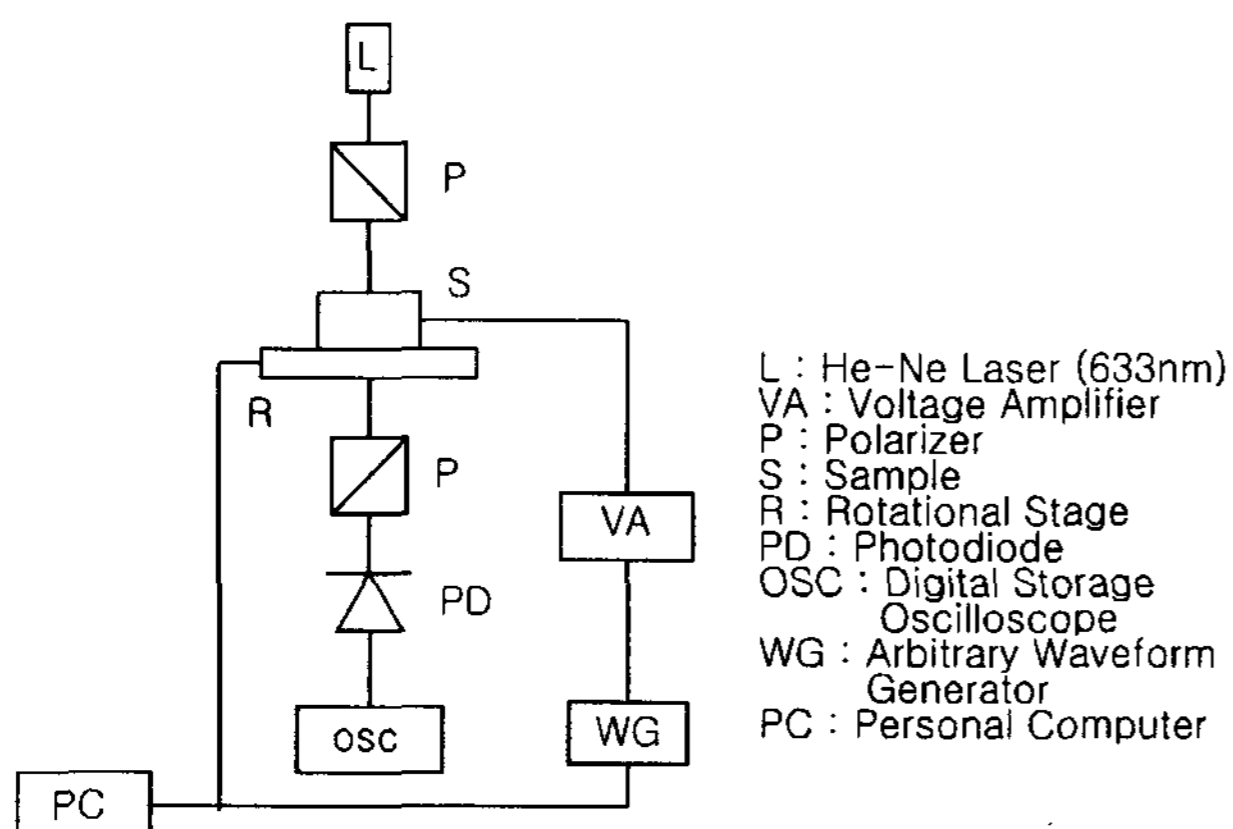 L
P
S
R
P
VA
PD
WG
OSC
PC
L : He-Ne Laser (633nm)
VA : Voltage Amplifier
P : Polarizer
S : Sample
R : Rotational Stage
PD : Photodiode
OSC : Digital Storage
Oscilloscope
WG : Arbitrary Waveform
Generator
PC : Personal Computer